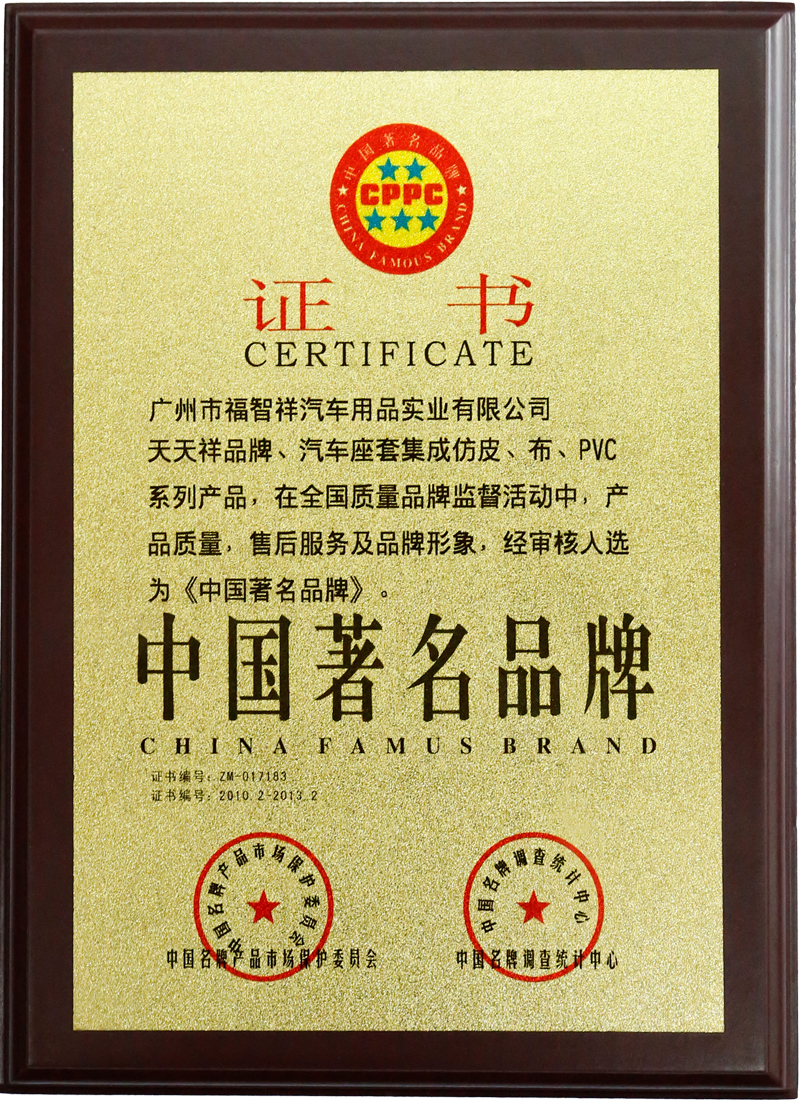 中国著名品牌
CPPC
CHINA FAMOUS BRAND
证 书
CERTIFICATE
广州市福智祥汽车用品实业有限公司
天天祥品牌、汽车座套集成仿皮、布、PVC
系列产品，在全国质量品牌监督活动中，产
品质量，售后服务及品牌形象，经审核入选
为《中国著名品牌》。
中国著名品牌
CHINA FAMUS BRAND
证书编号：ZM-017183
证书编号：2010.2-2013.2
中国名牌产品市场保护委员会
中国名牌调查统计中心
中国名牌产品市场保护委员会
中国名牌调查统计中心